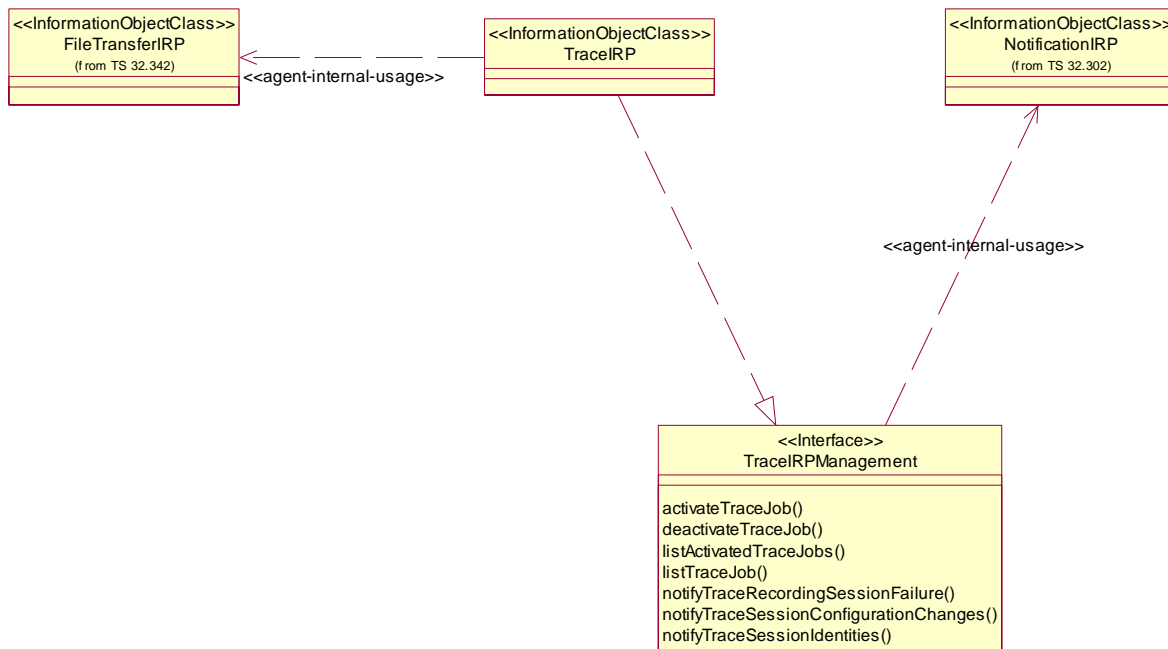 <<InformationObjectClass>>
FileTransferIRP
(from TS 32.342)
<<agent-internal-usage>>
<<InformationObjectClass>>
TraceIRP
<<InformationObjectClass>>
NotificationIRP
(from TS 32.302)
<<agent-internal-usage>>
<<Interface>>
TraceIRPManagement
activateTraceJob()
deactivateTraceJob()
listActivatedTraceJobs()
listTraceJob()
notifyTraceRecordingSessionFailure()
notifyTraceSessionConfigurationChanges()
notifyTraceSessionIdentities()